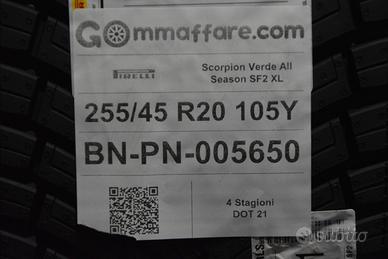 GOmmaffare.com
PIRELLI
Scorpion Verde All
Season SF2 XL
255/45 R20 105Y
BN-PN-005650
4 Stagioni
DOT 21
subito